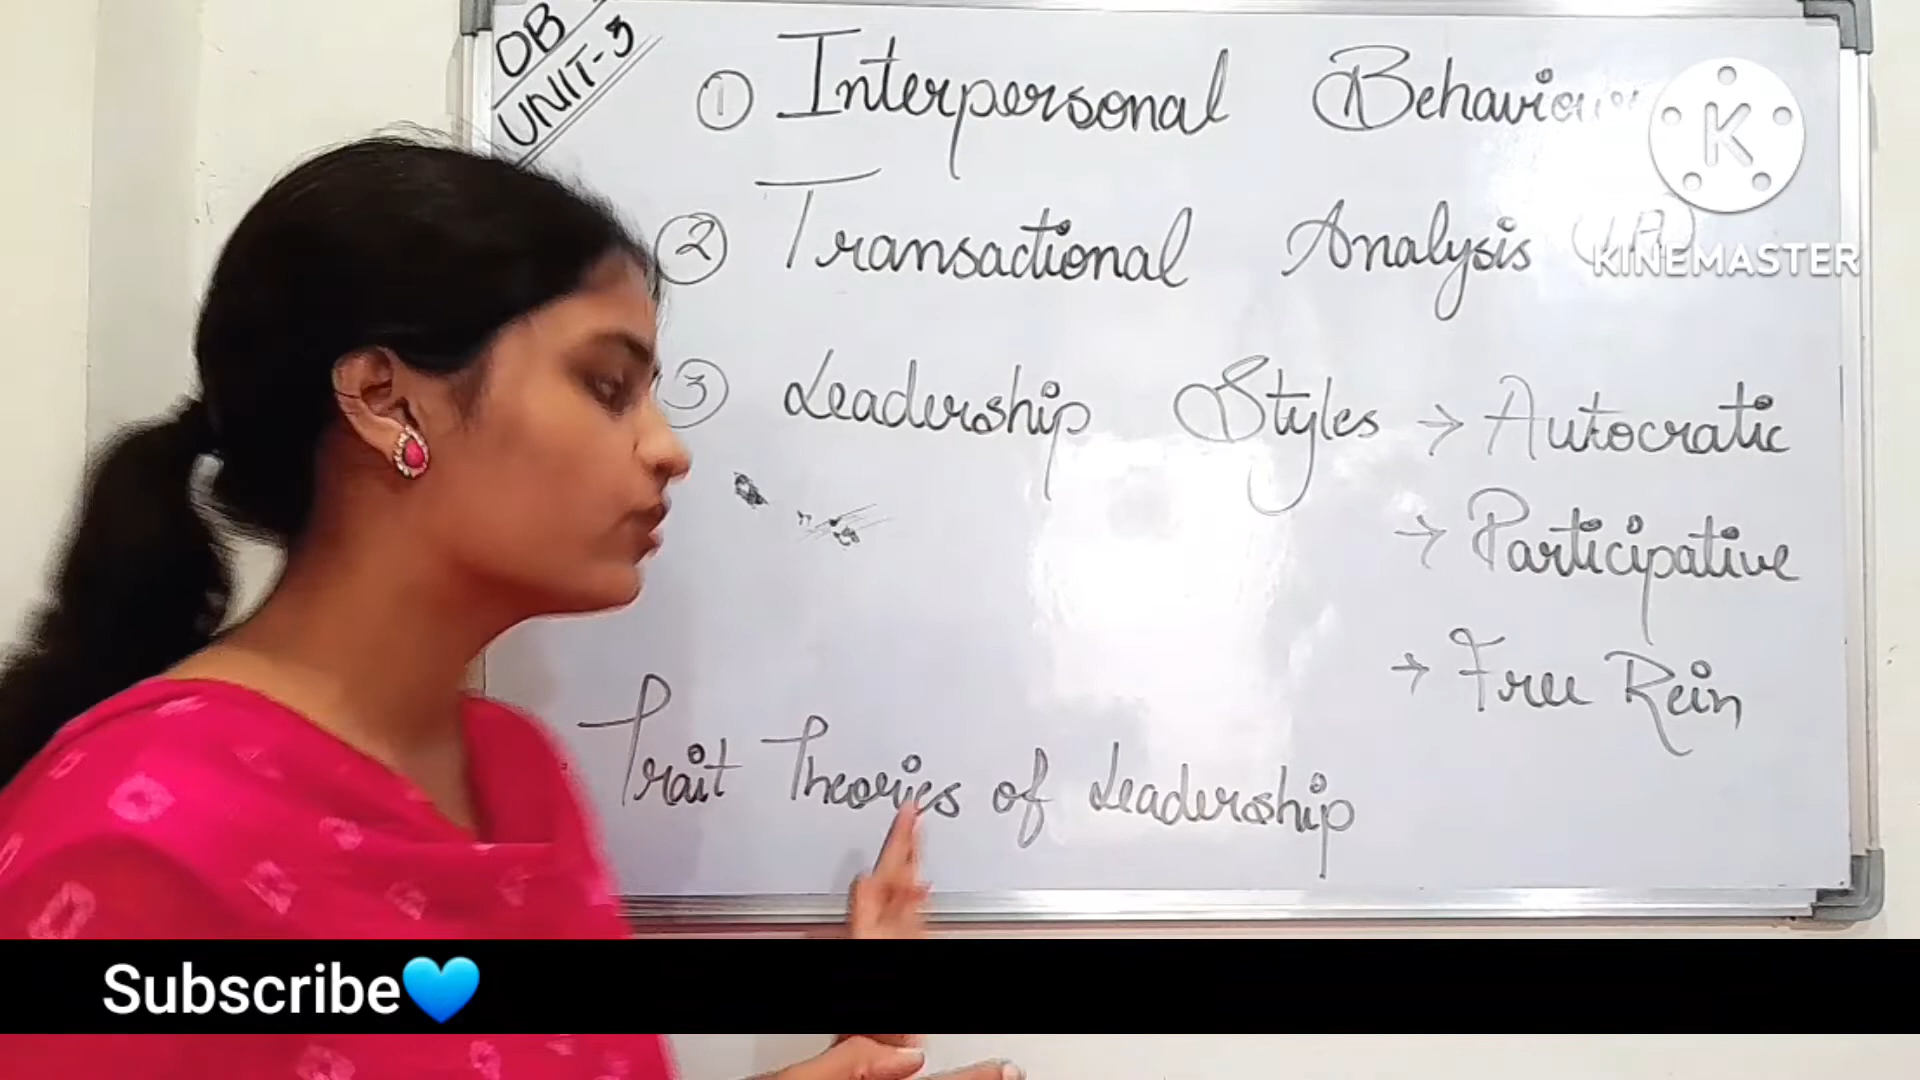 OB
UNIT-3
① Interpersonal Behaviour
② Transactional Analysis (TA)
③ Leadership Styles → Autocratic
→ Participative
→ Free Rein
Trait Theories of Leadership
K
KINEMASTER
Subscribe💙